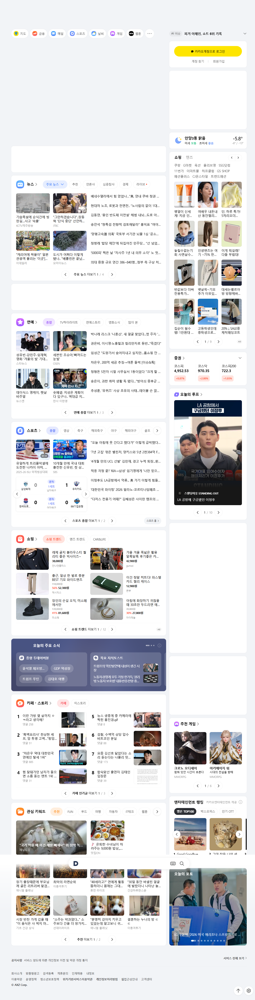 지도 금융 메일 스포츠 날씨 게임 웹툰
AI 이슈 피겨 이해인, 쇼트 6위 기록
카카오계정으로 로그인
계정 찾기 회원가입
안양3동 맑음
-5.8°
미세 보통 · 초미세 좋음
-6° / -13°
쇼핑 맨즈
쿠팡 G마켓 옥션 올리브영 SSG닷컴
11번가 이마트몰 하프클럽 GS SHOP
패션플러스 CJ온스타일 트렌드패션
쌩얼이 신세
계! 지금 인...
여배우 내돈내
산 동안젤리...
단, 하루 특가!
5차리오더...
놓칠수없는기
회 사면살수...
인생팬츠는 여
기 ~75% 한...
이게 뭐길래?
다들 부럽대!
반값보다 더싸
전용특가...
뱃살쏙~기모
추가 이유있...
대세는별르아
망 방향제바...
집순이 필수
템! 1만원대 ...
고등학생인데
중학생으로...
20%↓SALE중
제작패딩코트
1 / 9
AD
뉴스
주요 뉴스 추천 언론사 심층탐사 경제 라이브
기습폭설에 순식간에 빙
판길...사고 '속출'
KCTV제주방송
"그만하겠습니다"..장동
혁 '단식 중단' 선언하...
JTBC
"캐리어에 싹쓸이" 일본
관광객 몰리는 '이곳'[...
이데일리
도시가 어쩌다 이렇게
됐나.. "베를린은 끝났...
오마이뉴스
베네수엘라에서 힘 얻었나..."美, 연내 쿠바 정권 ...
현대차 노조, 로봇과 전면전.. "노사합의 없이 1대...
김동연, '용인 반도체 이전설' 해법 내놔...도로 아...
송언석 "쌍특검 전향적 검토해달라" 홍익표 "여야...
'양평고속道 의혹' 국토부 서기관 뇌물 1심 '공소...
정청래 '합당 제안'에 뒤집어진 민주당... "선 넘었...
'5000피' 찍은 날 "자사주 1년 내 의무 소각" 노 젓...
의대 증원 규모 연간 386~840명...정부 즉 구상 처...
주요 뉴스 더보기 1 / 4
연예
종합 TV하이라이트 연예스토리 영화소식 많이 본
성유빈-강민주-임재혁,
영화 '겨울의 빛' 기대...
스타뉴스
세븐틴 조슈아,'빠져드는
눈빛'
OSEN
데이식스 영케이, 햇살
비주얼
뉴스엔
숏폐셜: 지성은 계획이
다 있구나.. 역대급 지...
판사 이한영
박나래 리스크 '나혼산', 새 얼굴 찾았다...첫 주자 '...
권은비, 이시영·노홍철과 킬리만자로 등반..."죽겠다"
임성근 "도망가서 숨어지내고 싶지만...홈쇼핑 안 ...
차은우, 200억 세금 추징→여론 들썩 [이슈&톡]
정형돈 S전자 시절 사무실서 1등이었다 "크게 할 ...
송은이, 과한 취미 생활 독 됐다..."방아쇠 증후군 ...
추성훈, '유퀴즈' 사상 초유의 사태...테이블 손 얹...
연예 종합 더보기 1 / 3
증권
코스피 코스닥 코스피200
4,952.53 970.35 722.3
+0.87% +2.00% +1.03%
오늘의 루프
LA 공항에서
구금됐던 이정후
국가대표 외야수이자
메이저리거 이정후가
STANDING
스탠딩아웃 STANDING OUT
LA 공항에 구금됐던 이정후
1 / 10
스포츠
종합 영상 축구 해외축구 야구 해외야구 골프
05:55
유일하게 트리플악셀에
도전한 나카이 아미, ...
2025-26 ISU 국제빙상대회
03:09
10개월 만에 국내 대회
출전한 신유빈, 첫 상...
SBS
"오늘 아침에 못 간다고 했다가" 이렇게 급박했다...
'7년 고집' 꺾은 벨린저, 양키스와 5년 2천384억 F...
'4개월 만의 UCL 선발' 김민재, 경고 누적 퇴장...뮌...
적응 걱정 끝? 'KIA→삼성' 임기영에게 '나만 믿으...
이정후도 LA공항에서 억류... 美 가기 이렇게 힘들...
'대한민국 파이팅' 2026 밀라노-코르티나담페초 ...
"다저스 전용기 어때?" 김혜성은 사이판 캠프의 ...
삼성화재 0 문자 1세트 남자배구 1 우리카드
한국도로... 0 문자 1세트 여자배구 0 IBK기업은행
스포츠 종합 더보기 1 / 2
스포츠 홈
쇼핑
쇼핑 트렌드 맨즈 트렌드 CAR&LIFE
레제 골지 블라우스티 퀄
리티 좋은 빅사이즈~
38,000원
안나앤블러스
가을 겨울 폭넓은 활용
알록달록 후기좋은 카...
42,900원
gumzzi
출근, 일상 한 벌로 충분
BEST 기모 와이드팬츠
118,000원
56% 52,300원
젝시믹스
이건 정말 히트다! 파스텔
카드 젤리 케이스
12,900원
폰뿌
장인의 손길 오직, 미소페
에서만
139,000원
41% 81,600원
미소페
아침에 화장하기 귀찮을
때 30초만 두드리면 예...
39,800원
30% 27,800원
아이레놀
쇼핑 트렌드 더보기 1 / 12
AD
오늘의 주요 소식
종합 투데이버블
윤석열 체포방... GDP 역성장
트럼프 푸틴 김대호 여행
목요 지식토스트
트럼프의 '폭탄발언'에 내성이 생긴 시
장
노동자·경영계 모두 걱정 한가득, '권리
밖 노동자 보호법' 내용·반응·전망 총...
카페 · 스토리
카페 티스토리
1 이런 가방 몇 살까지 ㅇ
ㅋ라고 생각해?
댓글 258
2 '흑백요리사' 천상현 셰
프, 암 투병 고백..."항암...
댓글 51
3 "차은우 역대 대한민국
연예인 탈세 1위"
댓글 885
4 썸 잘돼가던 남자가 들으
면 소름 돋는 멘트 1위 ...
댓글 31
5 뉴스 생중계 중 카메라에
찍힌 홍진경.gif
댓글 8
6 검찰, 수백억 상당 압수
비트코인 분실
댓글 88
7 요즘 김선호 닮았다는 소
리 듣는다는 나폴리 맛...
댓글 173
8 합숙맞선 출연자 김태인
입장문
댓글 39
카페 인기글 더보기 1 / 3
추천 게임
크로노 오디세이
멈춰 있던 시간이 흐른다
MMORPG
아키에이지 워
시대의 전설을 향해
MMORPG
1 / 6
엔터테인먼트 랭킹 카카오엔터테인먼트 제공
멜론 TOP100 박스오피스 인기 OTT
관심 키워드
추천 FUN 푸드 여행 자동차 IT테크 웹툰
"고기 먹을 때 이건 제발 빼세요" 위 점막 녹...
채널도감
은퇴한 수녀님이 차
려주는 9,000원 밥상,...
맛집ON
장기 출장때문에 부모님
께 골든 리트리버 맡겼...
애니멀 플래닛
최악의 라면순위
이종격투기
"48세라고?" 연예계 활동
뜸하더니 몸매는 그대...
휴먼 라이프
"30일 동안 바셀린 얼굴
에 발랐더니 나타난 놀...
건강하루한스푼
시장 반찬 가게 갔을 때
"이 음식은 사 먹지 마...
기초 건강 상식
"소주는 약과였다..." 소
주보다 간을 더 망가지...
선데이라이프
"분명히 강아지 키우고
있었는데 알고보니 귀...
애니멀 플래닛
결혼하는 누나의 방 ㄷ
ㄷ
이종격투기
추천 더보기 1 / 2
오늘의 포토
LG 구본혁, '2026 미국 애리조나 스프링캠프로 ...
공지사항 서비스 양도에 따른 개인정보 이전 및 약관 개정 통지
서비스 전체 보기
회사소개 맞춤형광고 검색등록 제휴문의 인재채용 내정보
이용약관 운영정책 청소년보호정책 위치기반서비스이용약관 개인정보처리방침 웹접근성안내 고객센터
© AXZ Corp.